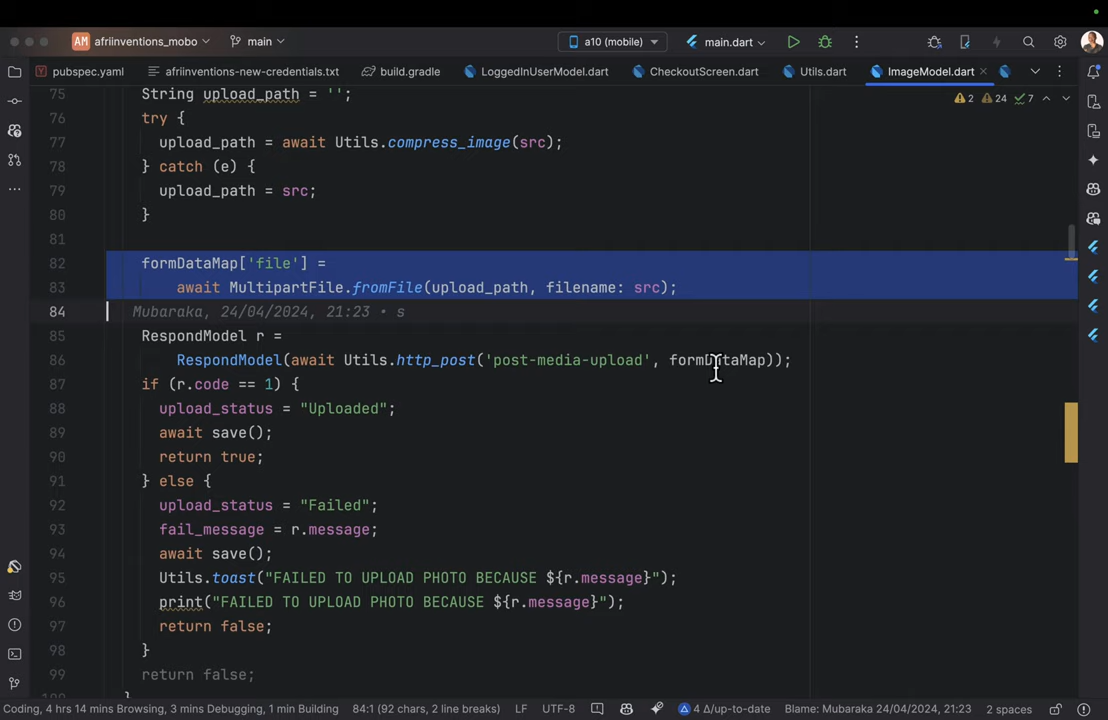 AM afriinventions_mobo main a10 (mobile) main.dart
pubspec.yaml afriinventions-new-credentials.txt build.gradle LoggedInUserModel.dart CheckoutScreen.dart Utils.dart ImageModel.dart
2 24 7
75 String upload_path = '';
76 try {
77 upload_path = await Utils.compress_image(src);
78 } catch (e) {
79 upload_path = src;
80 }
81
82 formDataMap['file'] =
83 await MultipartFile.fromFile(upload_path, filename: src);
84 Mubaraka, 24/04/2024, 21:23 • s
85 RespondModel r =
86 RespondModel(await Utils.http_post('post-media-upload', formDataMap));
87 if (r.code == 1) {
88 upload_status = "Uploaded";
89 await save();
90 return true;
91 } else {
92 upload_status = "Failed";
93 fail_message = r.message;
94 await save();
95 Utils.toast("FAILED TO UPLOAD PHOTO BECAUSE ${r.message}");
96 print("FAILED TO UPLOAD PHOTO BECAUSE ${r.message}");
97 return false;
98 }
99 return false;
Coding, 4 hrs 14 mins Browsing, 3 mins Debugging, 1 min Building 84:1 (92 chars, 2 line breaks) LF UTF-8 4 Δ/up-to-date Blame: Mubaraka 24/04/24, 21:23 2 spaces